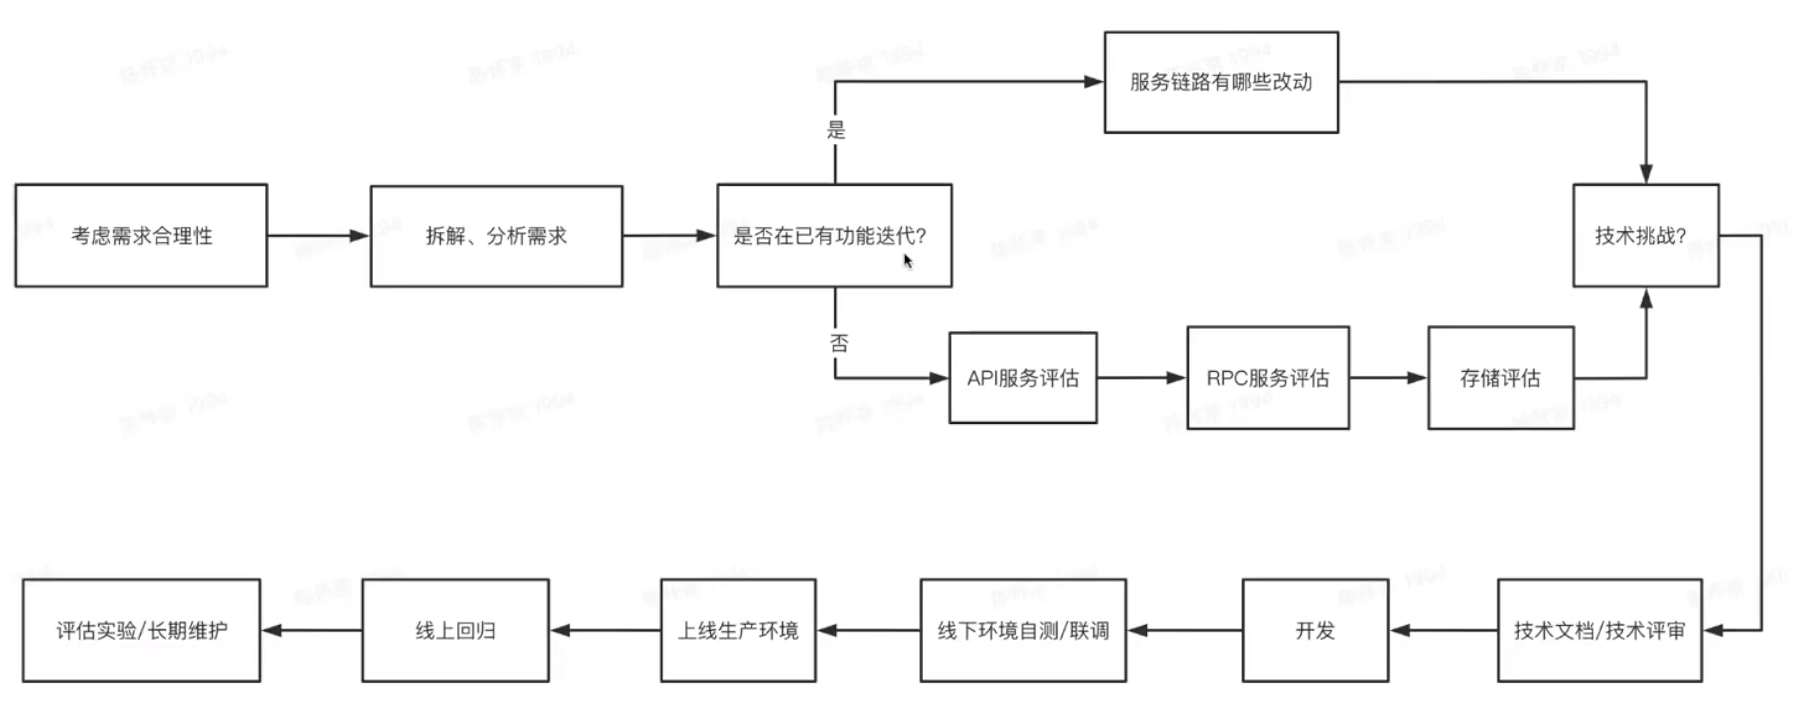 服务链路有哪些改动
是
考虑需求合理性
拆解、分析需求
是否在已有功能迭代?
技术挑战?
否
API服务评估
RPC服务评估
存储评估
评估实验/长期维护
线上回归
上线生产环境
线下环境自测/联调
开发
技术文档/技术评审